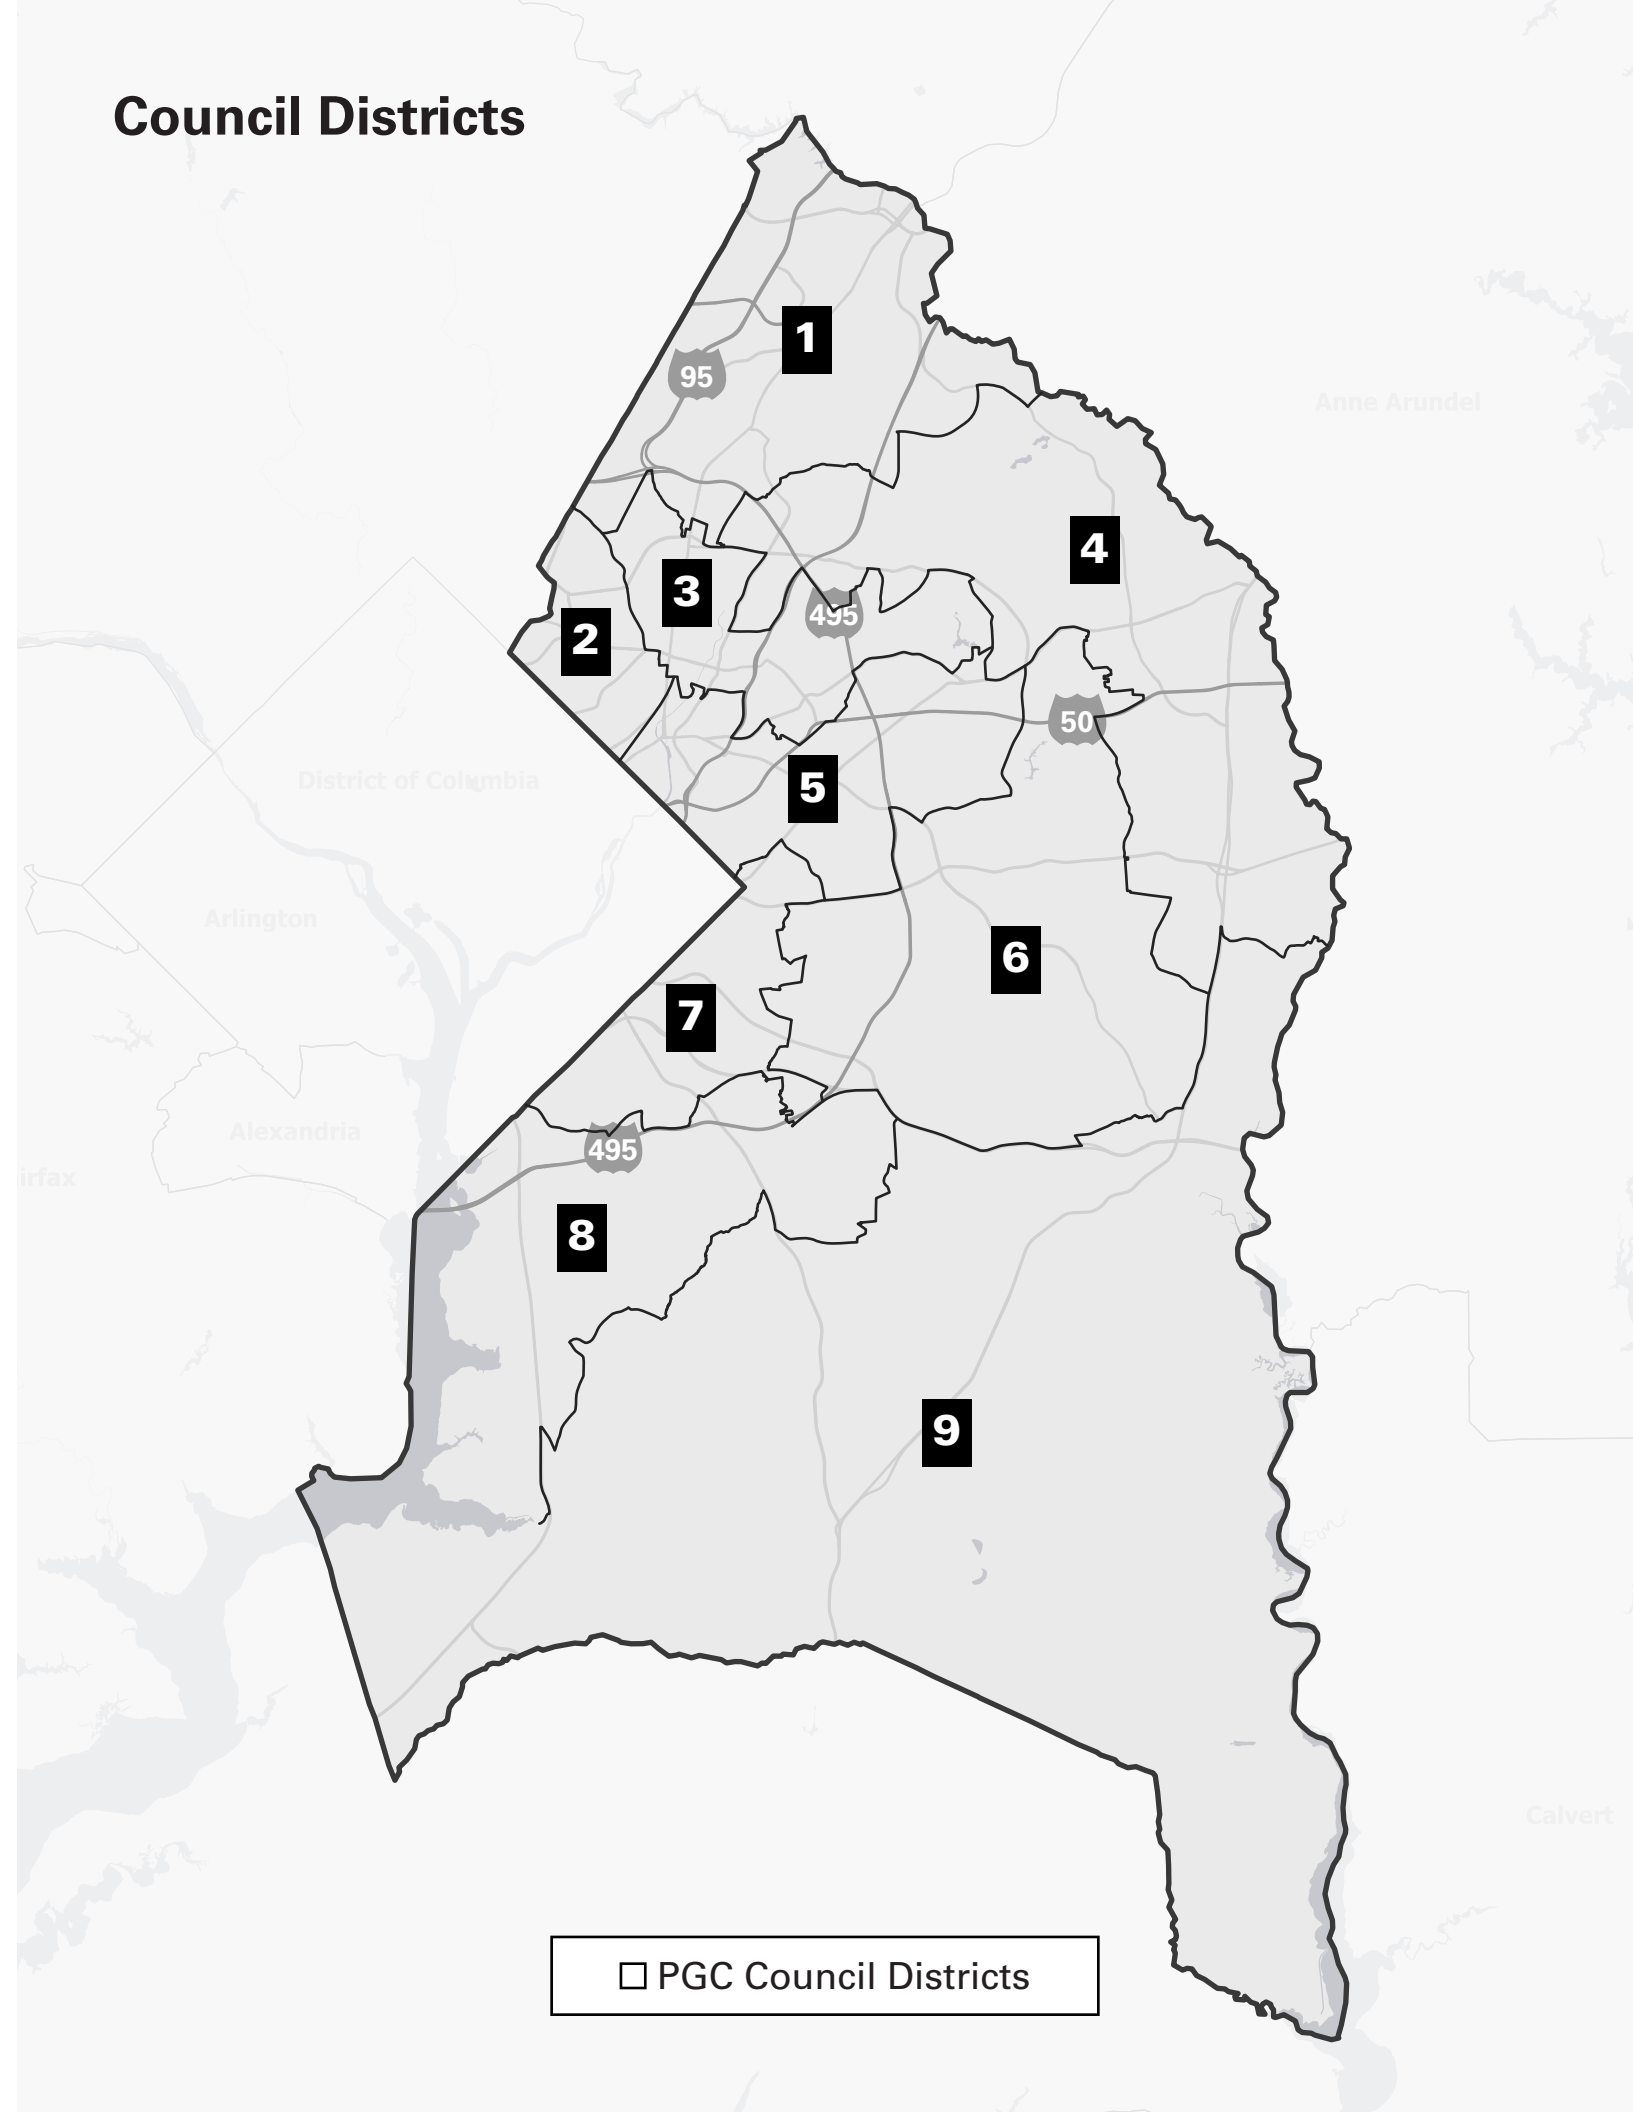 Council Districts
1
95
Anne Arundel
4
3
495
2
50
District of Columbia
5
Arlington
6
7
Alexandria
495
irfax
8
9
Calvert
PGC Council Districts